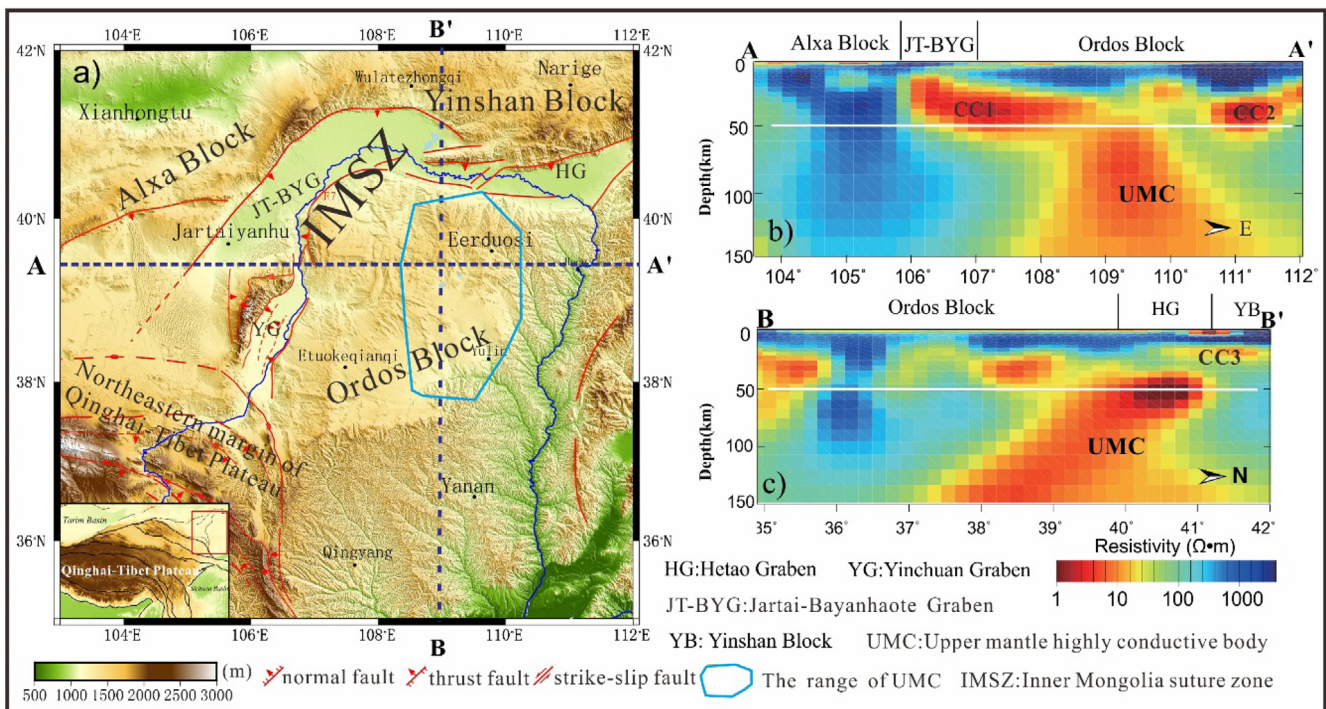 104°E 106°E 108°E 110°E 112°E
B'
42°N
a)
42°N
Wulatezhongqi
Narige
Yinshan Block
Xianhongtu
Alxa Block
IMSZ
HG
JT-BYG
40°N
40°N
Jartaiyanhu
Eerduosi
A
A'
YG
Etuokeqianqi
Yulin
Ordos Block
38°N
38°N
Northeastern margin of
Qinghai-Tibet Plateau
Yanan
36°N
36°N
Qingyang
Tarim Basin
Qinghai-Tibet Plateau
Sichuan Basin
104°E 106°E 108°E 110°E 112°E
B
A
Alxa Block
JT-BYG
Ordos Block
A'
0
50
100
150
Depth(km)
CC1
CC2
UMC
b)
E
104° 105° 106° 107° 108° 109° 110° 111° 112°
B
Ordos Block
HG
YB
B'
0
50
100
150
Depth(km)
CC3
UMC
c)
N
35° 36° 37° 38° 39° 40° 41° 42°
Resistivity (Ω•m)
1 10 100 1000
HG:Hetao Graben YG:Yinchuan Graben
JT-BYG:Jartai-Bayanhaote Graben
YB: Yinshan Block UMC:Upper mantle highly conductive body
(m)
500 1000 1500 2000 2500 3000
normal fault thrust fault strike-slip fault The range of UMC IMSZ:Inner Mongolia suture zone